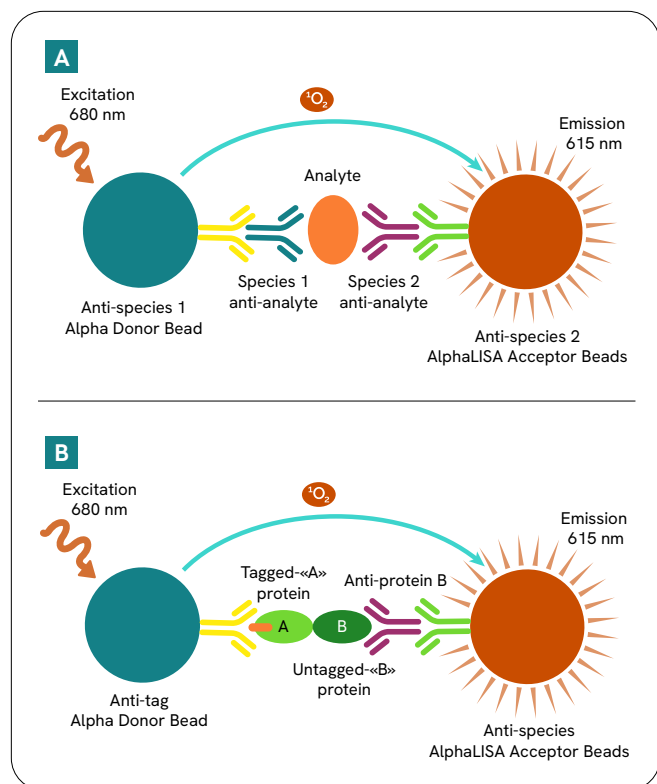 A
Excitation
680 nm
¹O₂
Emission
615 nm
Analyte
Species 1
anti-analyte
Species 2
anti-analyte
Anti-species 1
Alpha Donor Bead
Anti-species 2
AlphaLISA Acceptor Beads
B
Excitation
680 nm
¹O₂
Emission
615 nm
Tagged-«A»
protein
Anti-protein B
A
B
Untagged-«B»
protein
Anti-tag
Alpha Donor Bead
Anti-species
AlphaLISA Acceptor Beads